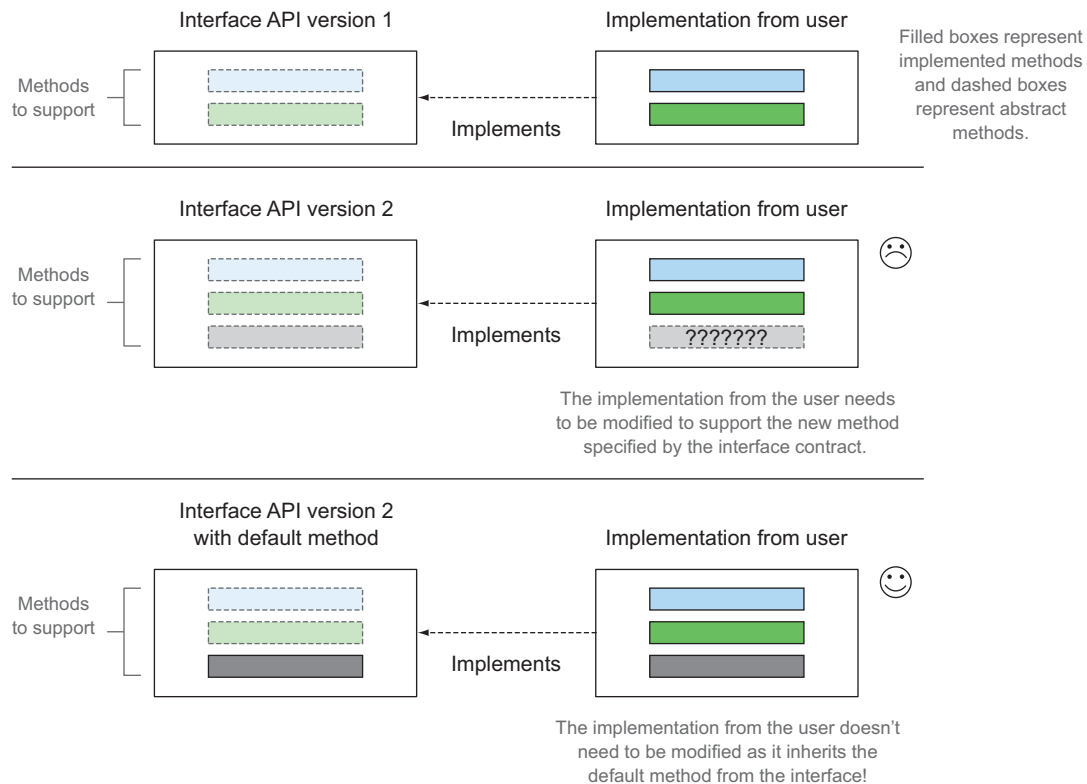 Interface API version 1
Implementation from user
Filled boxes represent
implemented methods
and dashed boxes
represent abstract
methods.
Methods
to support
Implements
Interface API version 2
Implementation from user
Methods
to support
Implements
???????
The implementation from the user needs
to be modified to support the new method
specified by the interface contract.
Interface API version 2
with default method
Implementation from user
Methods
to support
Implements
The implementation from the user doesn’t
need to be modified as it inherits the
default method from the interface!